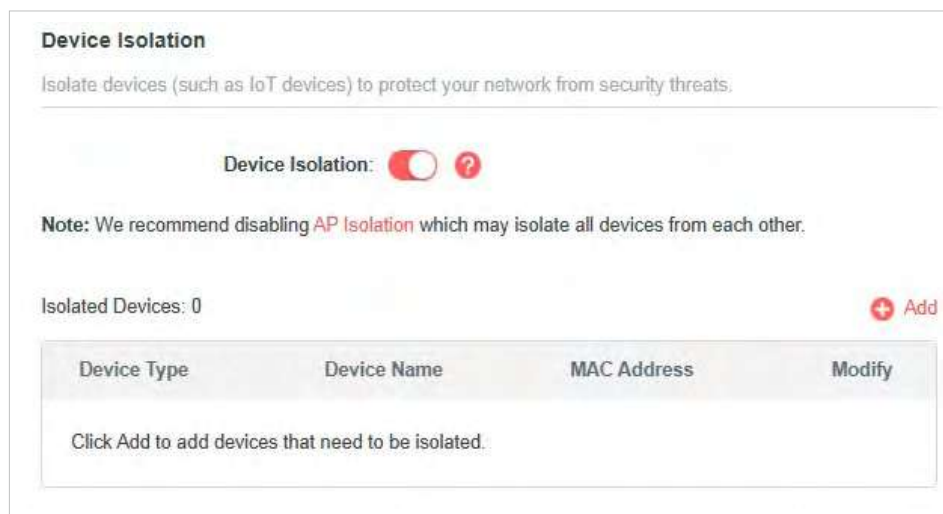 Device Isolation
Isolate devices (such as IoT devices) to protect your network from security threats.
Device Isolation: ?
Note: We recommend disabling AP Isolation which may isolate all devices from each other.
Isolated Devices: 0 Add
Device Type Device Name MAC Address Modify
Click Add to add devices that need to be isolated.